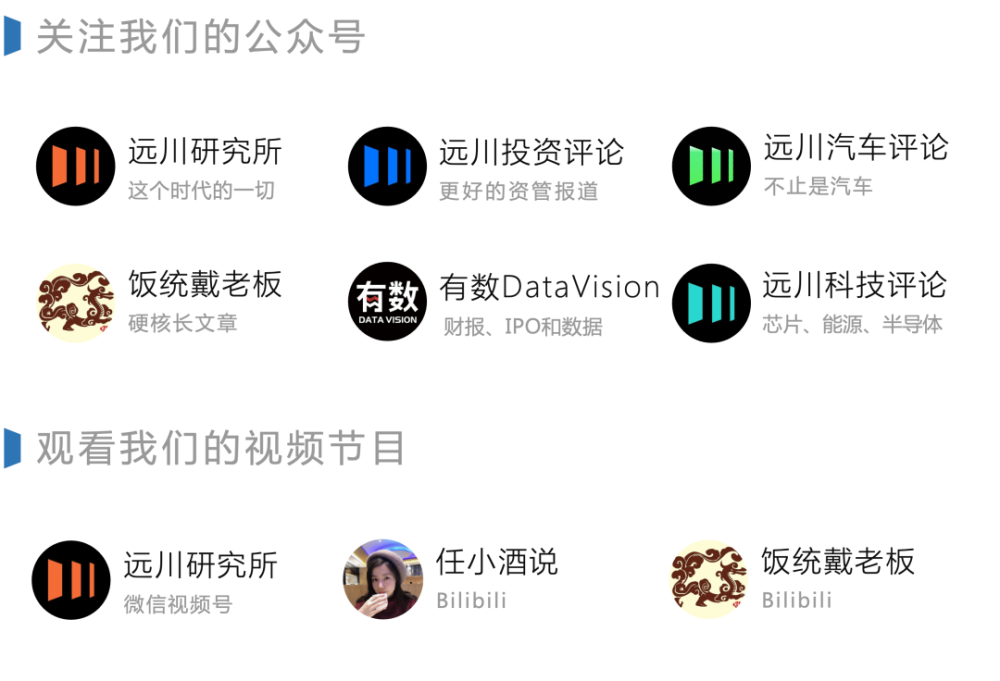 关注我们的公众号
远川研究所
这个时代的一切
远川投资评论
更好的资管报道
远川汽车评论
不止是汽车
饭统戴老板
硬核长文章
有数
DATA VISION
有数DataVision
财报、IPO和数据
远川科技评论
芯片、能源、半导体
观看我们的视频节目
远川研究所
微信视频号
任小酒说
Bilibili
饭统戴老板
Bilibili